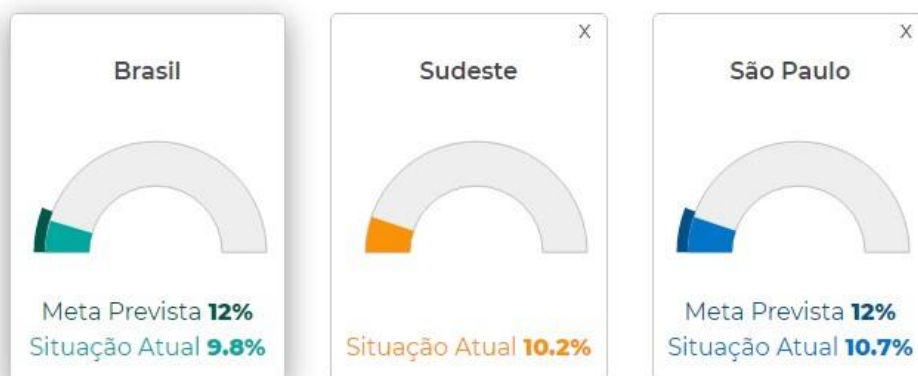 Brasil
Meta Prevista 12%
Situação Atual 9.8%
X
Sudeste
Situação Atual 10.2%
X
São Paulo
Meta Prevista 12%
Situação Atual 10.7%